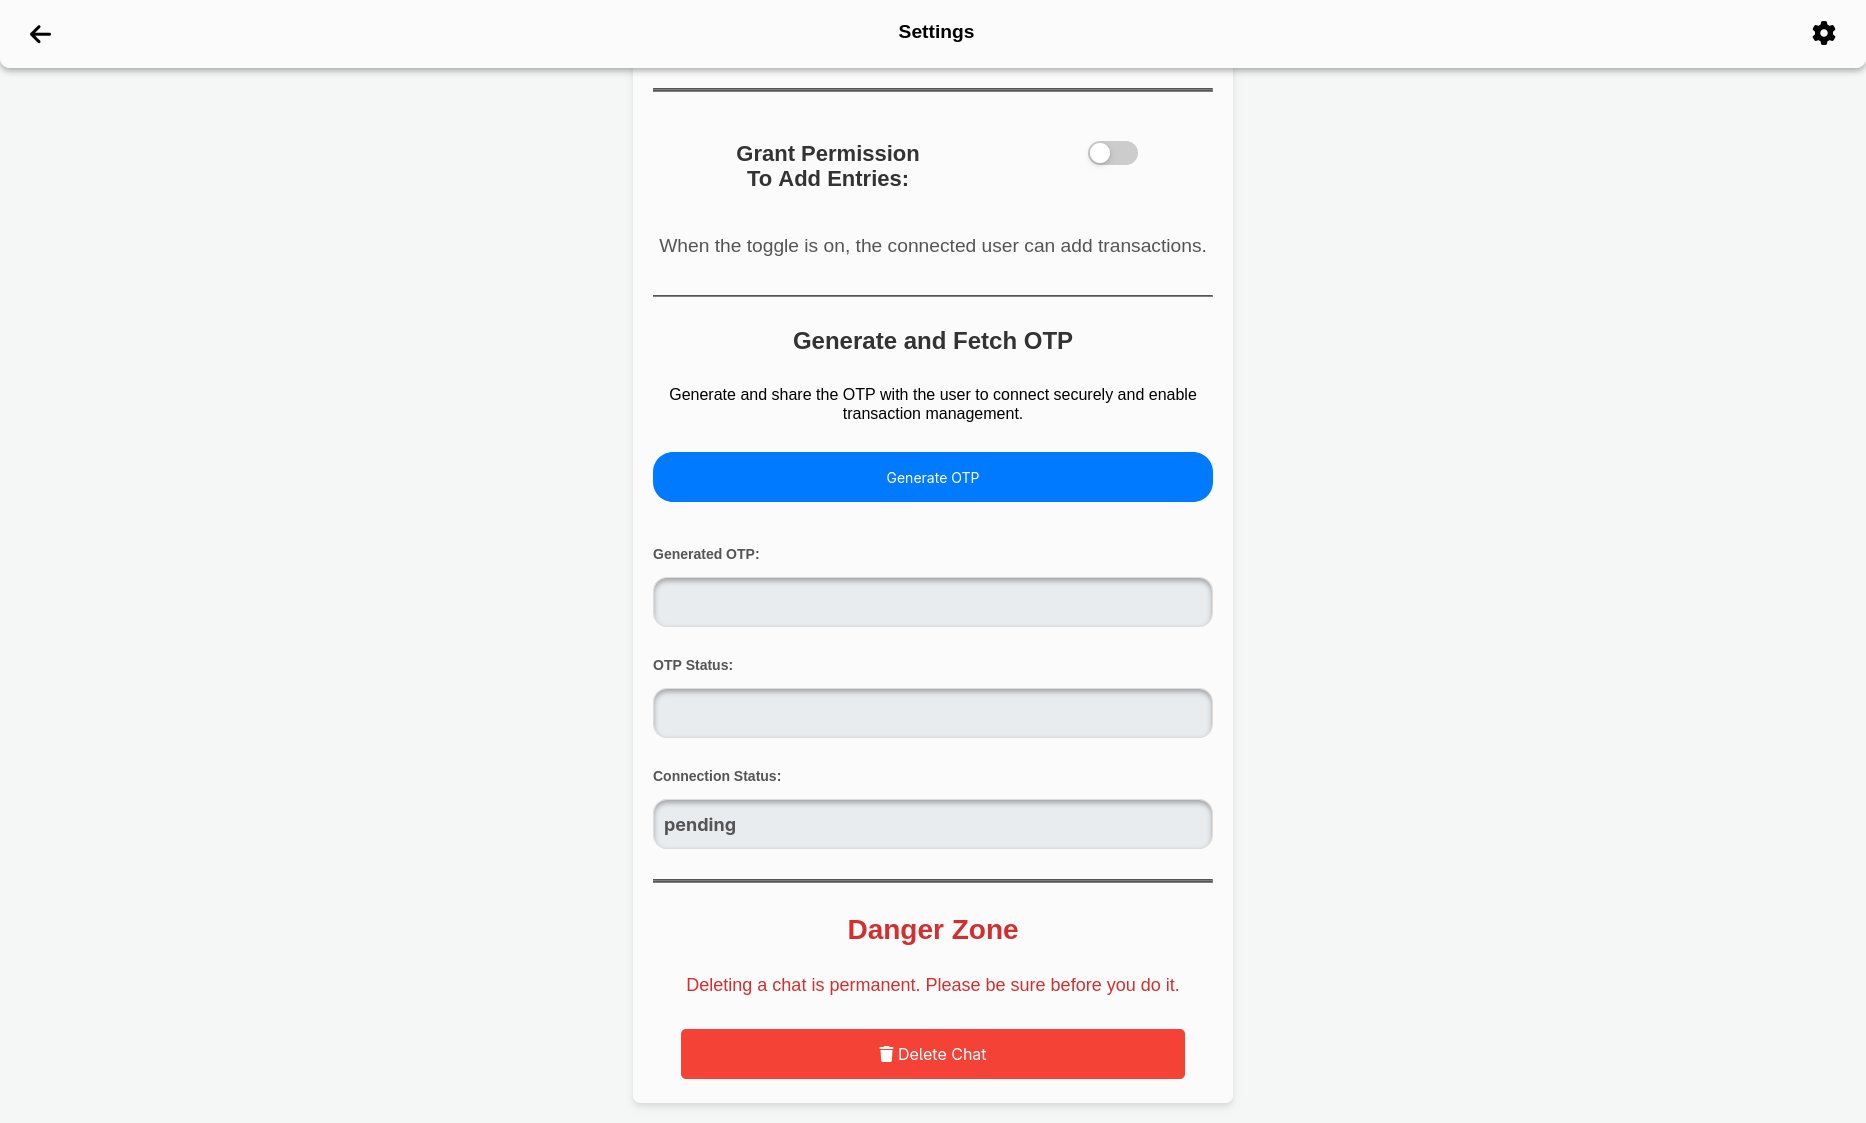 Settings
Grant Permission
To Add Entries:
When the toggle is on, the connected user can add transactions.
Generate and Fetch OTP
Generate and share the OTP with the user to connect securely and enable
transaction management.
Generate OTP
Generated OTP:
OTP Status:
Connection Status:
pending
Danger Zone
Deleting a chat is permanent. Please be sure before you do it.
Delete Chat